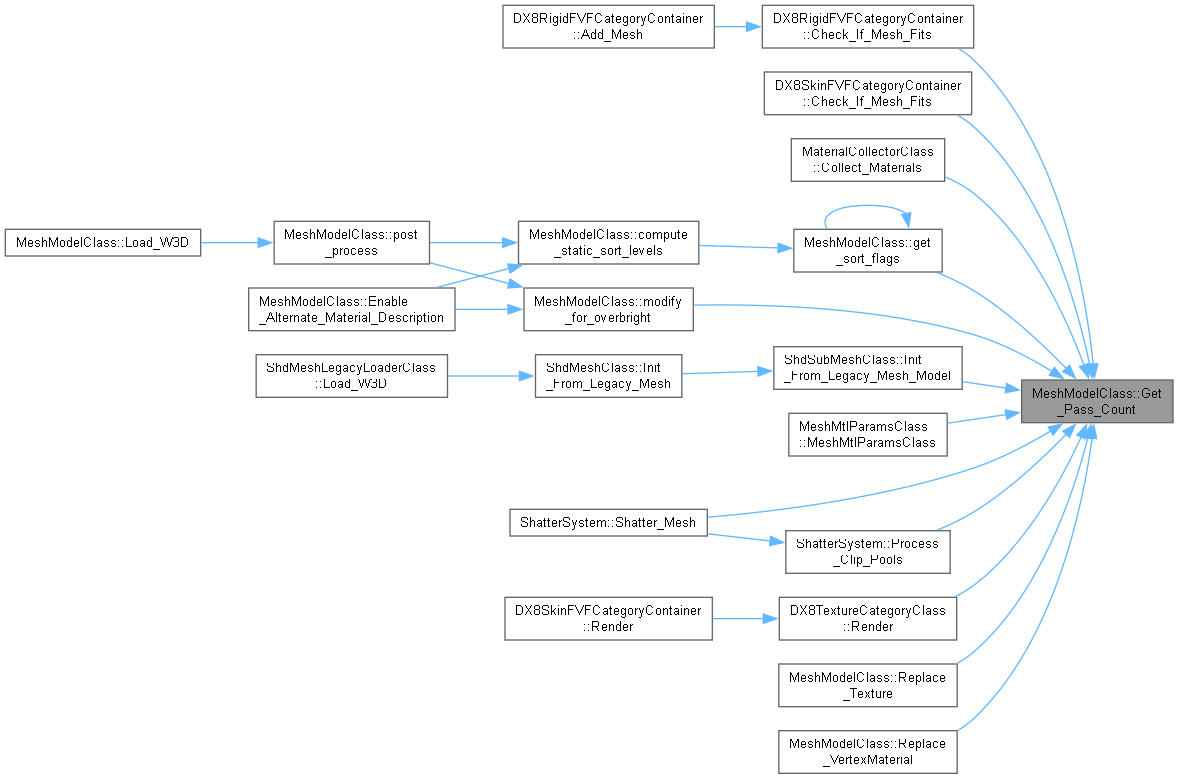 DX8RigidFVFCategoryContainer
::Add_Mesh
DX8RigidFVFCategoryContainer
::Check_If_Mesh_Fits
DX8SkinFVFCategoryContainer
::Check_If_Mesh_Fits
MaterialCollectorClass
::Collect_Materials
MeshModelClass::Load_W3D
MeshModelClass::post
_process
MeshModelClass::compute
_static_sort_levels
MeshModelClass::get
_sort_flags
MeshModelClass::Enable
_Alternate_Material_Description
MeshModelClass::modify
_for_overbright
ShdMeshLegacyLoaderClass
::Load_W3D
ShdMeshClass::Init
_From_Legacy_Mesh
ShdSubMeshClass::Init
_From_Legacy_Mesh_Model
MeshModelClass::Get
_Pass_Count
MeshMtlParamsClass
::MeshMtlParamsClass
ShatterSystem::Shatter_Mesh
ShatterSystem::Process
_Clip_Pools
DX8SkinFVFCategoryContainer
::Render
DX8TextureCategoryClass
::Render
MeshModelClass::Replace
_Texture
MeshModelClass::Replace
_VertexMaterial